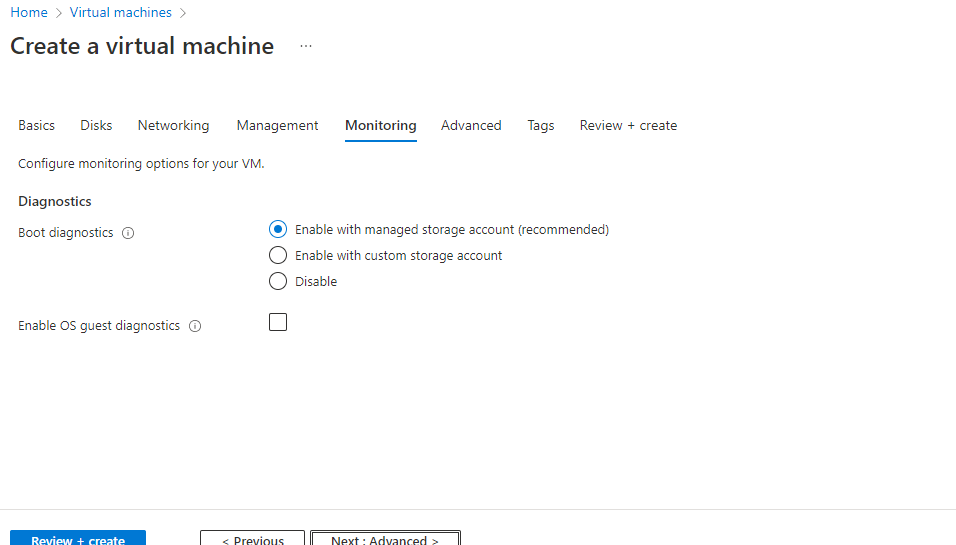 Home > Virtual machines >
Create a virtual machine ...
Basics Disks Networking Management Monitoring Advanced Tags Review + create
Configure monitoring options for your VM.
Diagnostics
Boot diagnostics
Enable with managed storage account (recommended)
Enable with custom storage account
Disable
Enable OS guest diagnostics
Review + create
< Previous
Next : Advanced >